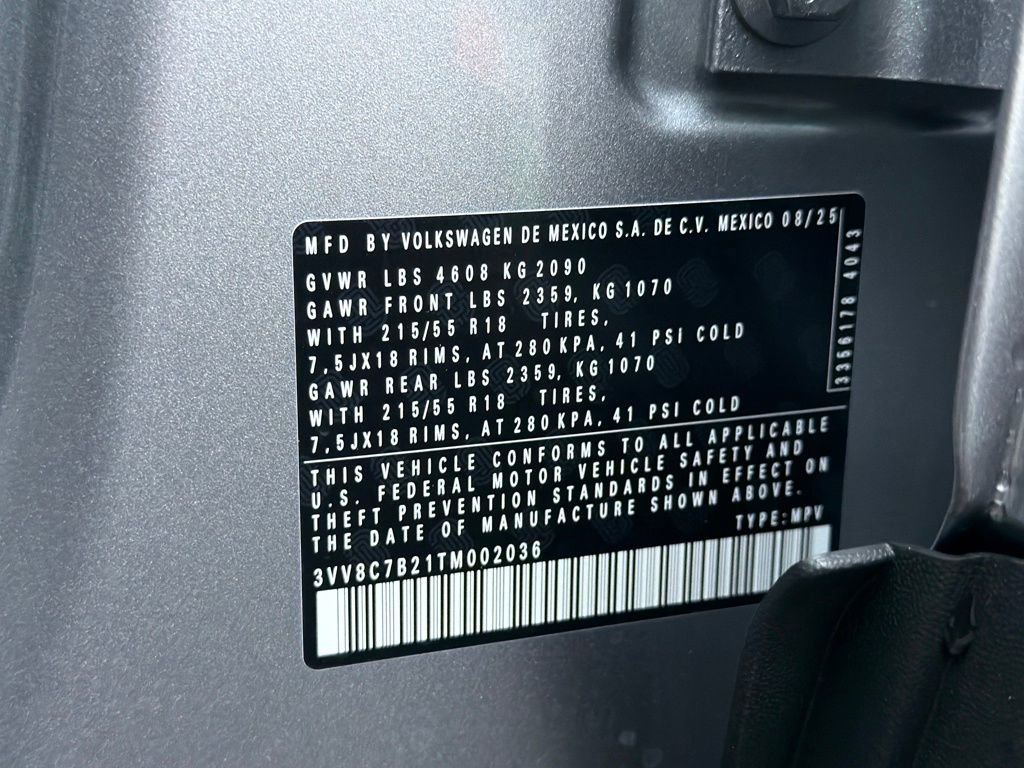 MFD BY VOLKSWAGEN DE MEXICO S.A. DE C.V. MEXICO 08/25
GVWR LBS 4608 KG 2090
GAWR FRONT LBS 2359, KG 1070
WITH 215/55 R18 TIRES,
7,5JX18 RIMS, AT 280 KPA, 41 PSI COLD
GAWR REAR LBS 2359, KG 1070
WITH 215/55 R18 TIRES,
7,5JX18 RIMS, AT 280 KPA, 41 PSI COLD
3356178 4043
THIS VEHICLE CONFORMS TO ALL APPLICABLE
U.S. FEDERAL MOTOR VEHICLE SAFETY AND
THEFT PREVENTION STANDARDS IN EFFECT ON
THE DATE OF MANUFACTURE SHOWN ABOVE.
TYPE:MPV
3VV8C7B21TM002036